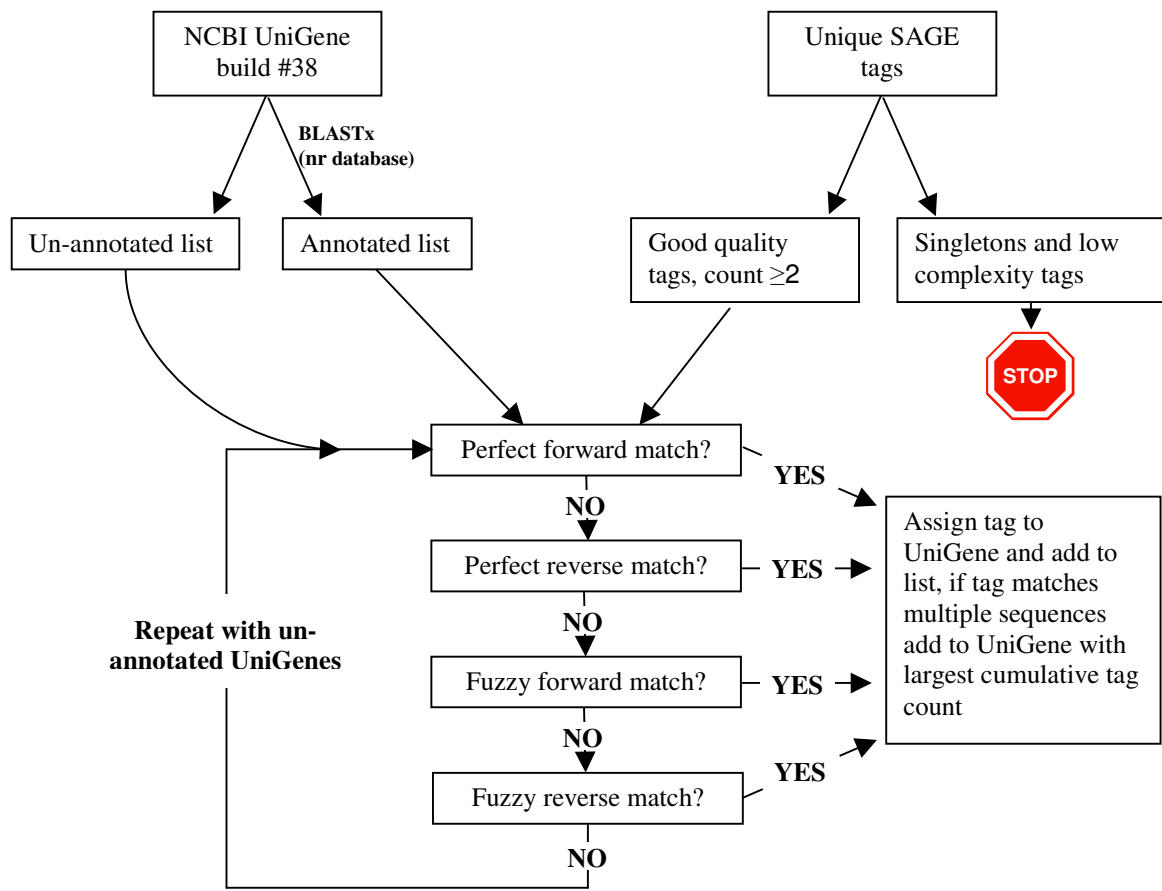 NCBI UniGene
build #38
Unique SAGE
tags
BLASTx
(nr database)
Un-annotated list
Annotated list
Good quality
tags, count ≥2
Singletons and low
complexity tags
STOP
Perfect forward match?
YES
NO
Assign tag to
UniGene and add to
list, if tag matches
multiple sequences
add to UniGene with
largest cumulative tag
count
Perfect reverse match?
YES
NO
Repeat with un-
annotated UniGenes
Fuzzy forward match?
YES
NO
Fuzzy reverse match?
YES
NO